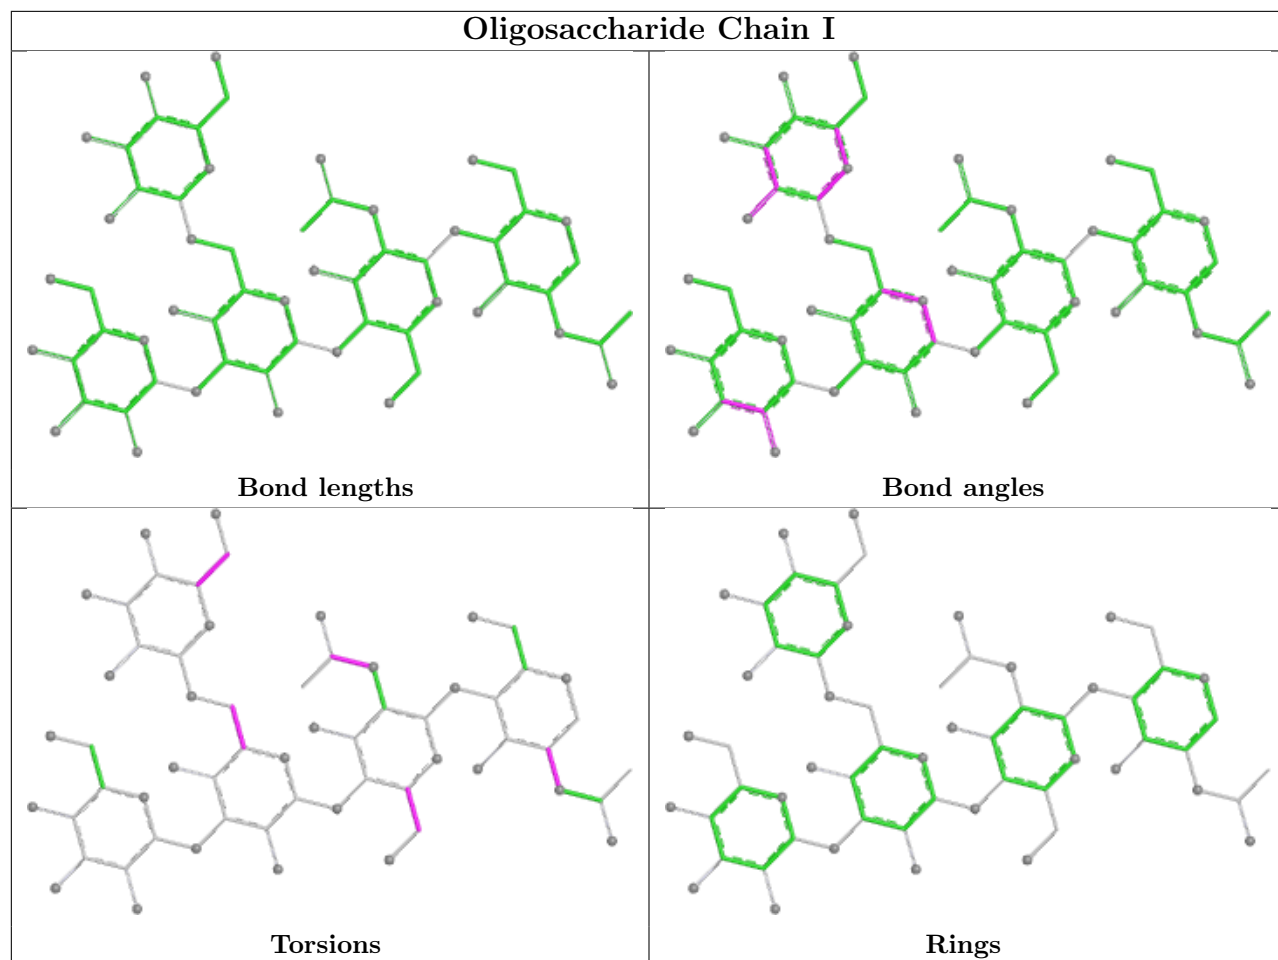 Oligosaccharide Chain I
Bond lengths
Bond angles
Torsions
Rings